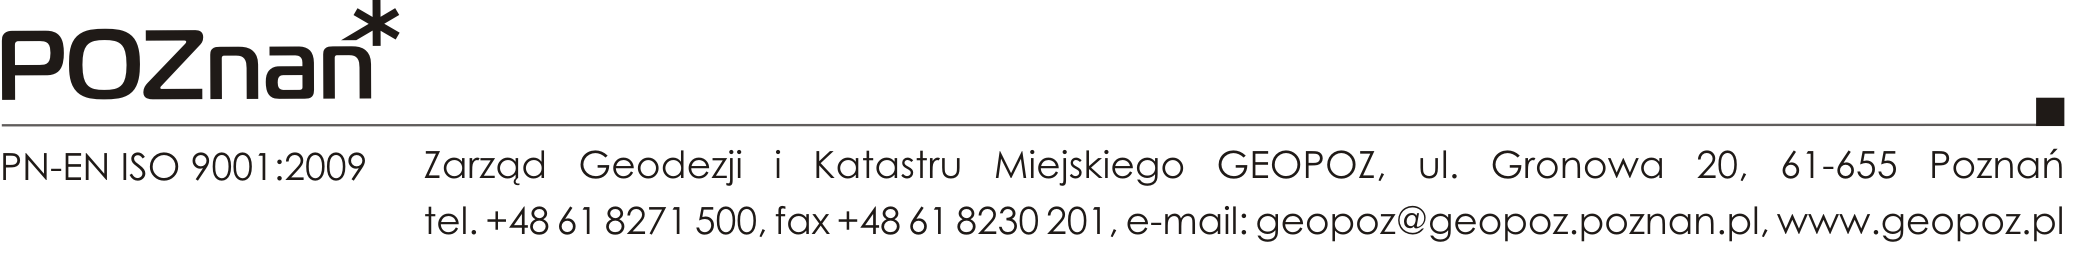 POZnań*
PN-EN ISO 9001:2009
Zarząd Geodezji i Katastru Miejskiego GEOPOZ, ul. Gronowa 20, 61-655 Poznań
tel. +48 61 8271 500, fax +48 61 8230 201, e-mail: geopoz@geopoz.poznan.pl, www.geopoz.pl